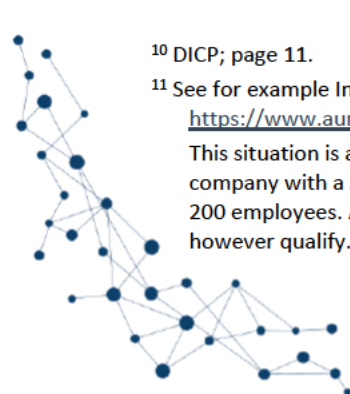 ¹⁰ DICP; page 11.
¹¹ See for example In
https://www.au
This situation is a
company with a
200 employees.
however qualify.